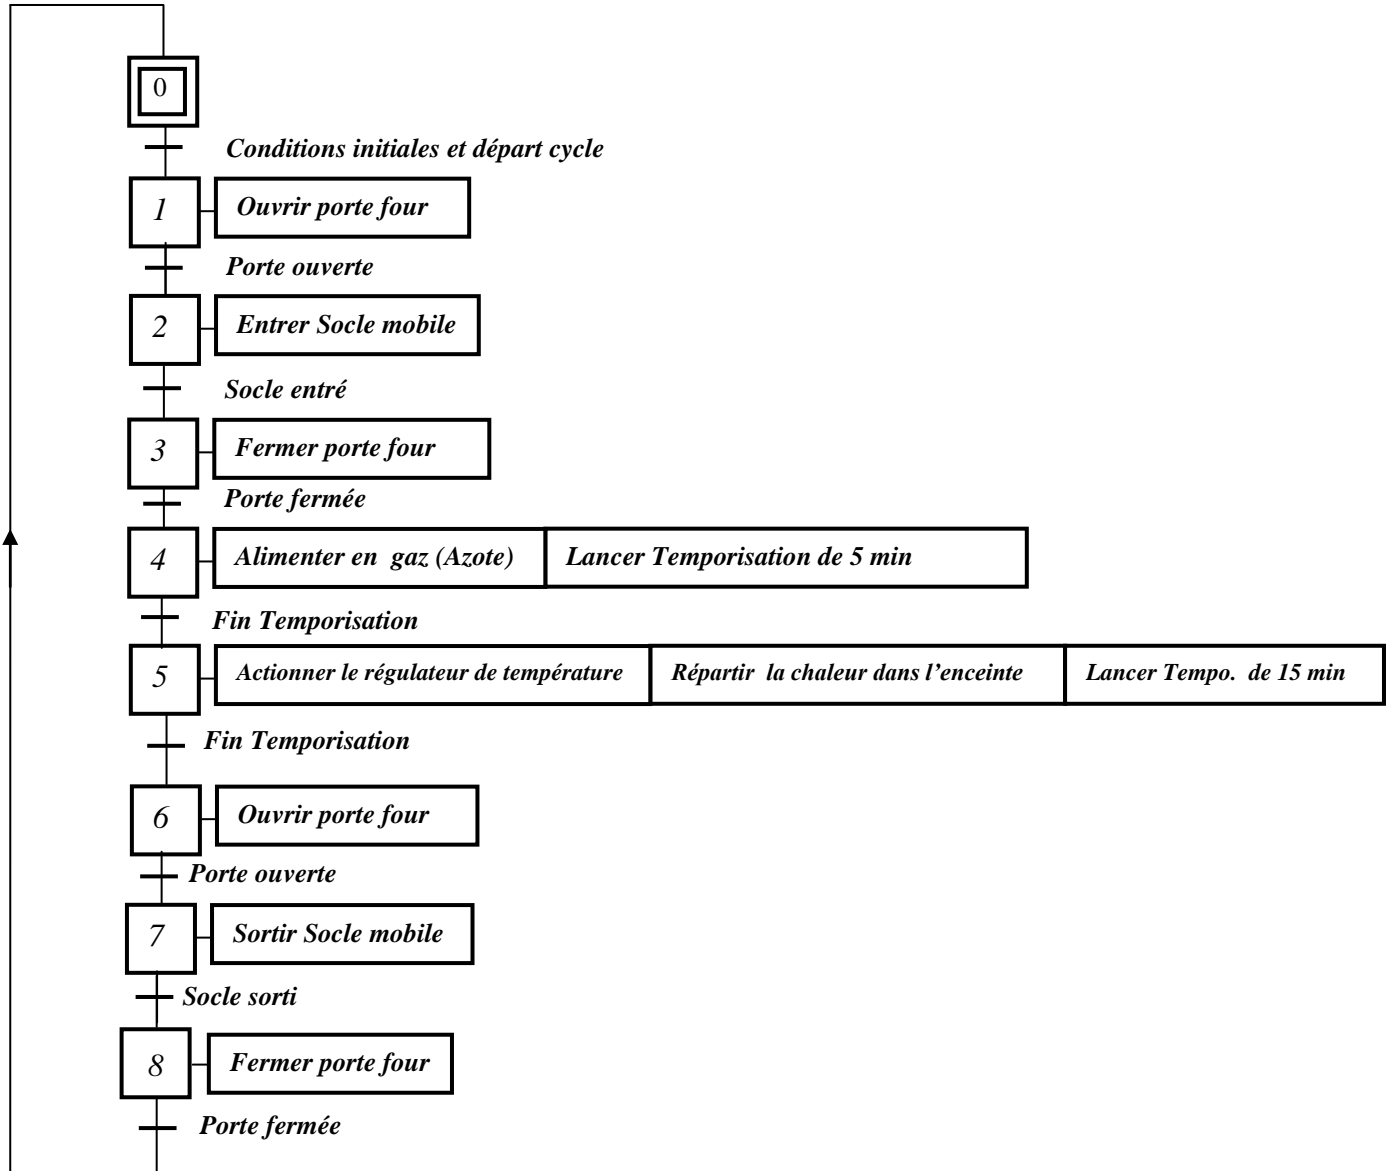 0
Conditions initiales et départ cycle
1 Ouvrir porte four
Porte ouverte
2 Entrer Socle mobile
Socle entré
3 Fermer porte four
Porte fermée
4 Alimenter en gaz (Azote) Lancer Temporisation de 5 min
Fin Temporisation
5 Actionner le régulateur de température Répartir la chaleur dans l'enceinte Lancer Tempo. de 15 min
Fin Temporisation
6 Ouvrir porte four
Porte ouverte
7 Sortir Socle mobile
Socle sorti
8 Fermer porte four
Porte fermée